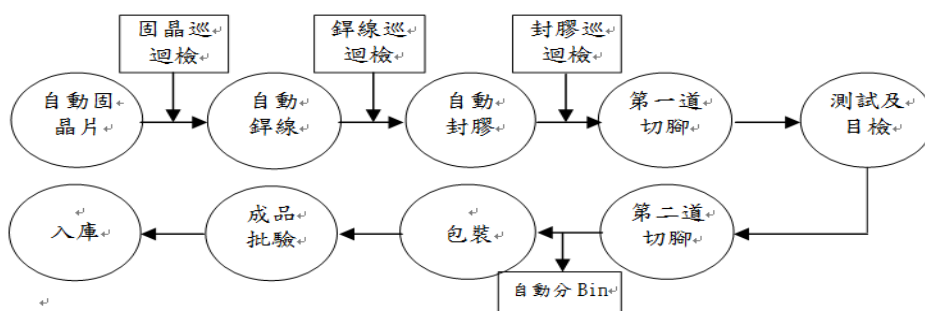 固晶巡
迴檢
銲線巡
迴檢
封膠巡
迴檢
自動固
晶片
自動
銲線
自動
封膠
第一道
切腳
測試及
目檢
入庫
成品
批驗
包裝
第二道
切腳
自動分 Bin